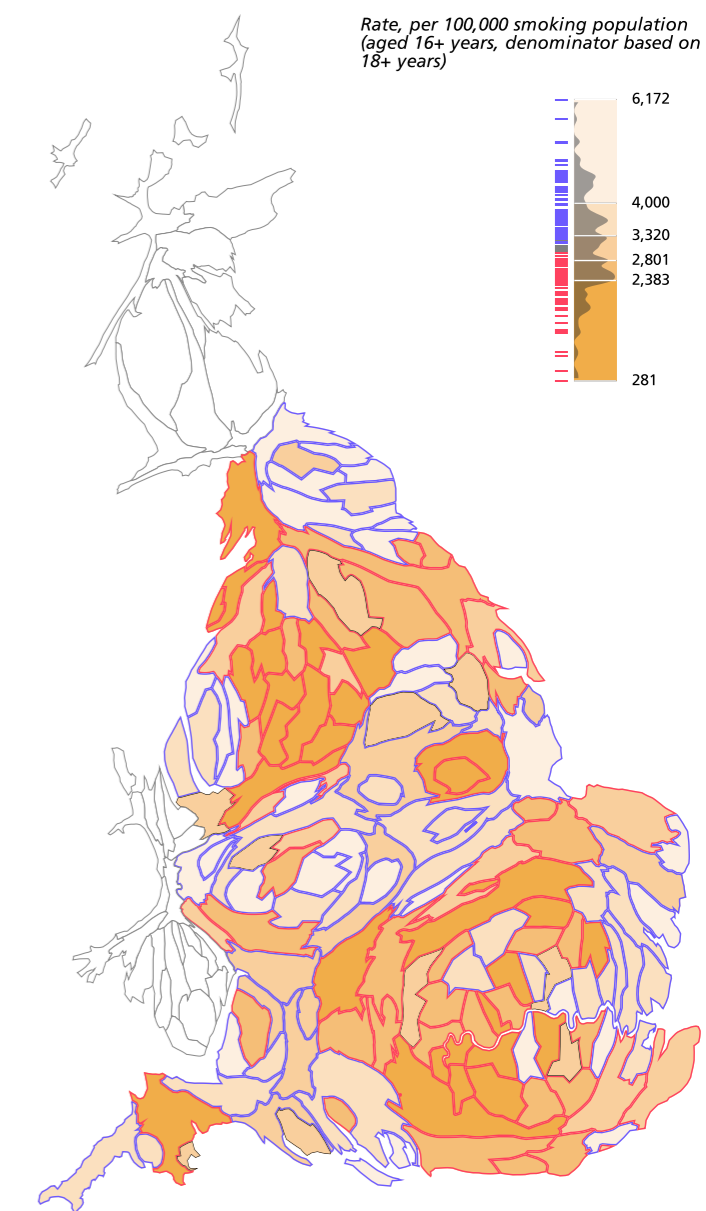 Rate, per 100,000 smoking population
(aged 16+ years, denominator based on
18+ years)
6,172
4,000
3,320
2,801
2,383
281